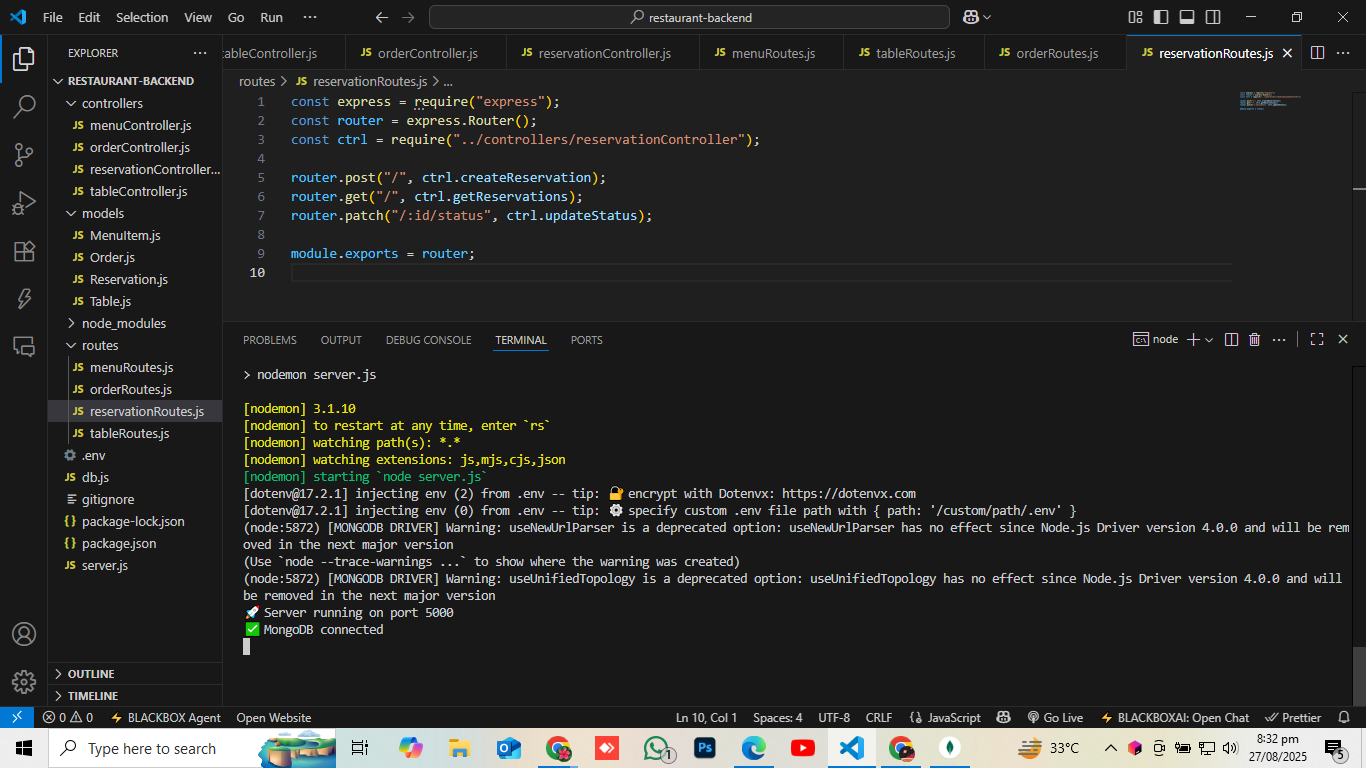 File Edit Selection View Go Run ···
restaurant-backend
EXPLORER ···
RESTAURANT-BACKEND
controllers
JS menuController.js
JS orderController.js
JS reservationController...
JS tableController.js
models
JS MenuItem.js
JS Order.js
JS Reservation.js
JS Table.js
node_modules
routes
JS menuRoutes.js
JS orderRoutes.js
JS reservationRoutes.js
JS tableRoutes.js
.env
JS db.js
gitignore
{} package-lock.json
{} package.json
JS server.js
OUTLINE
TIMELINE
ableController.js JS orderController.js JS reservationController.js JS menuRoutes.js JS tableRoutes.js JS orderRoutes.js JS reservationRoutes.js
routes > JS reservationRoutes.js > ...
1 const express = require("express");
2 const router = express.Router();
3 const ctrl = require("../controllers/reservationController");
4
5 router.post("/", ctrl.createReservation);
6 router.get("/", ctrl.getReservations);
7 router.patch("/:id/status", ctrl.updateStatus);
8
9 module.exports = router;
10
PROBLEMS OUTPUT DEBUG CONSOLE TERMINAL PORTS
node
> nodemon server.js
[nodemon] 3.1.10
[nodemon] to restart at any time, enter `rs`
[nodemon] watching path(s): *.*
[nodemon] watching extensions: js,mjs,cjs,json
[nodemon] starting `node server.js`
[dotenv@17.2.1] injecting env (2) from .env -- tip: 🔐 encrypt with Dotenvx: https://dotenvx.com
[dotenv@17.2.1] injecting env (0) from .env -- tip: ⚙️ specify custom .env file path with { path: '/custom/path/.env' }
(node:5872) [MONGODB DRIVER] Warning: useNewUrlParser is a deprecated option: useNewUrlParser has no effect since Node.js Driver version 4.0.0 and will be rem
oved in the next major version
(Use `node --trace-warnings ...` to show where the warning was created)
(node:5872) [MONGODB DRIVER] Warning: useUnifiedTopology is a deprecated option: useUnifiedTopology has no effect since Node.js Driver version 4.0.0 and will
be removed in the next major version
🚀 Server running on port 5000
✅ MongoDB connected
0 0 BLACKBOX Agent Open Website Ln 10, Col 1 Spaces: 4 UTF-8 CRLF {} JavaScript Go Live BLACKBOXAI: Open Chat Prettier
Type here to search
1
Ps
33°C
8:32 pm
27/08/2025
5